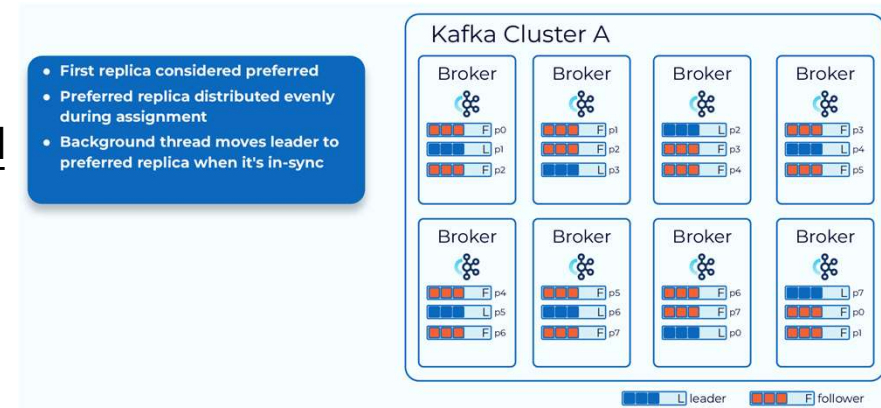 ● First replica considered preferred
● Preferred replica distributed evenly
during assignment
● Background thread moves leader to
preferred replica when it's in-sync
Kafka Cluster A
Broker
F p0
L p1
F p2
Broker
F p1
F p2
L p3
Broker
L p2
F p3
F p4
Broker
F p3
L p4
F p5
Broker
F p4
L p5
F p6
Broker
F p5
L p6
F p7
Broker
F p6
F p7
L p0
Broker
L p7
F p0
F p1
L leader
F follower